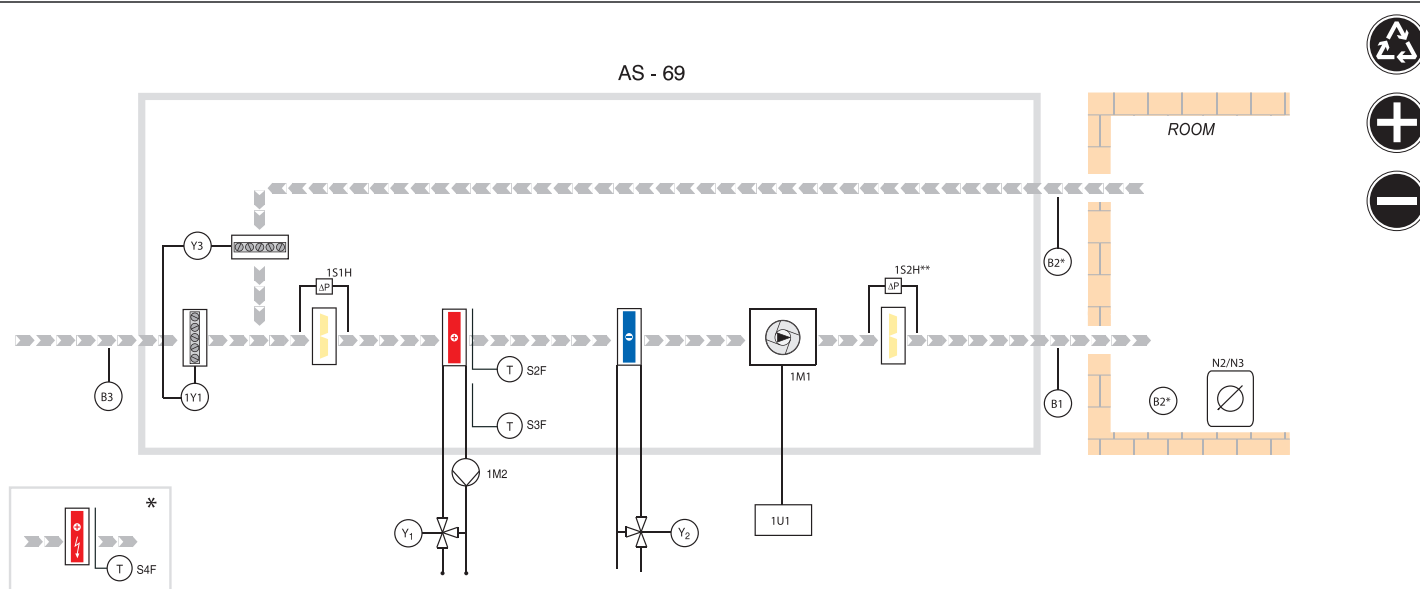 AS - 69
ROOM
B2*
Y3
1S1H
ΔP
1S2H**
ΔP
1M1
T S2F
T S3F
B3
1Y1
B1
B2*
N2/N3
1M2
Y₁
Y₂
1U1
*
T S4F